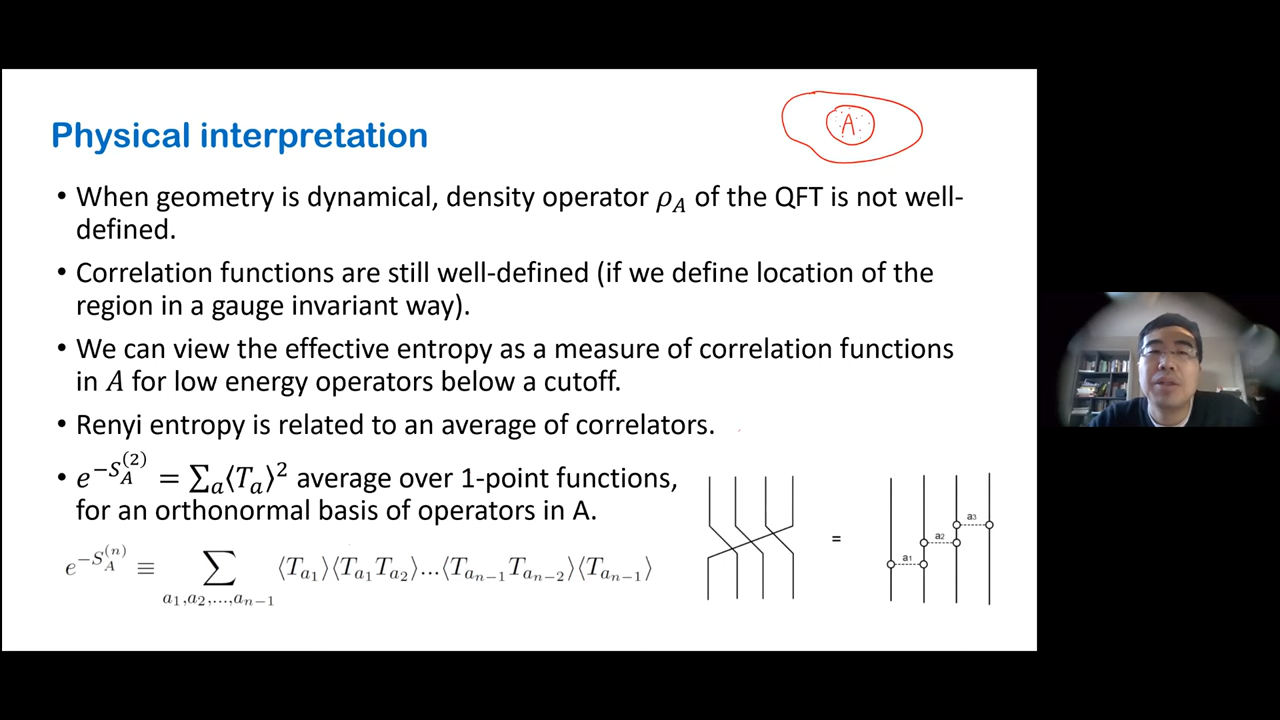 Physical interpretation
A
• When geometry is dynamical, density operator ρ_A of the QFT is not well-
defined.
• Correlation functions are still well-defined (if we define location of the
region in a gauge invariant way).
• We can view the effective entropy as a measure of correlation functions
in A for low energy operators below a cutoff.
• Renyi entropy is related to an average of correlators.
• e^{-S_A^{(2)}} = ∑_a⟨T_a⟩² average over 1-point functions,
for an orthonormal basis of operators in A.
e^{-S_A^{(n)}} ≡ ∑_{a_1,a_2,...,a_{n-1}} ⟨T_{a_1}⟩⟨T_{a_1}T_{a_2}⟩...⟨T_{a_{n-1}}T_{a_{n-2}}⟩⟨T_{a_{n-1}}⟩
=
a3
a2
a1